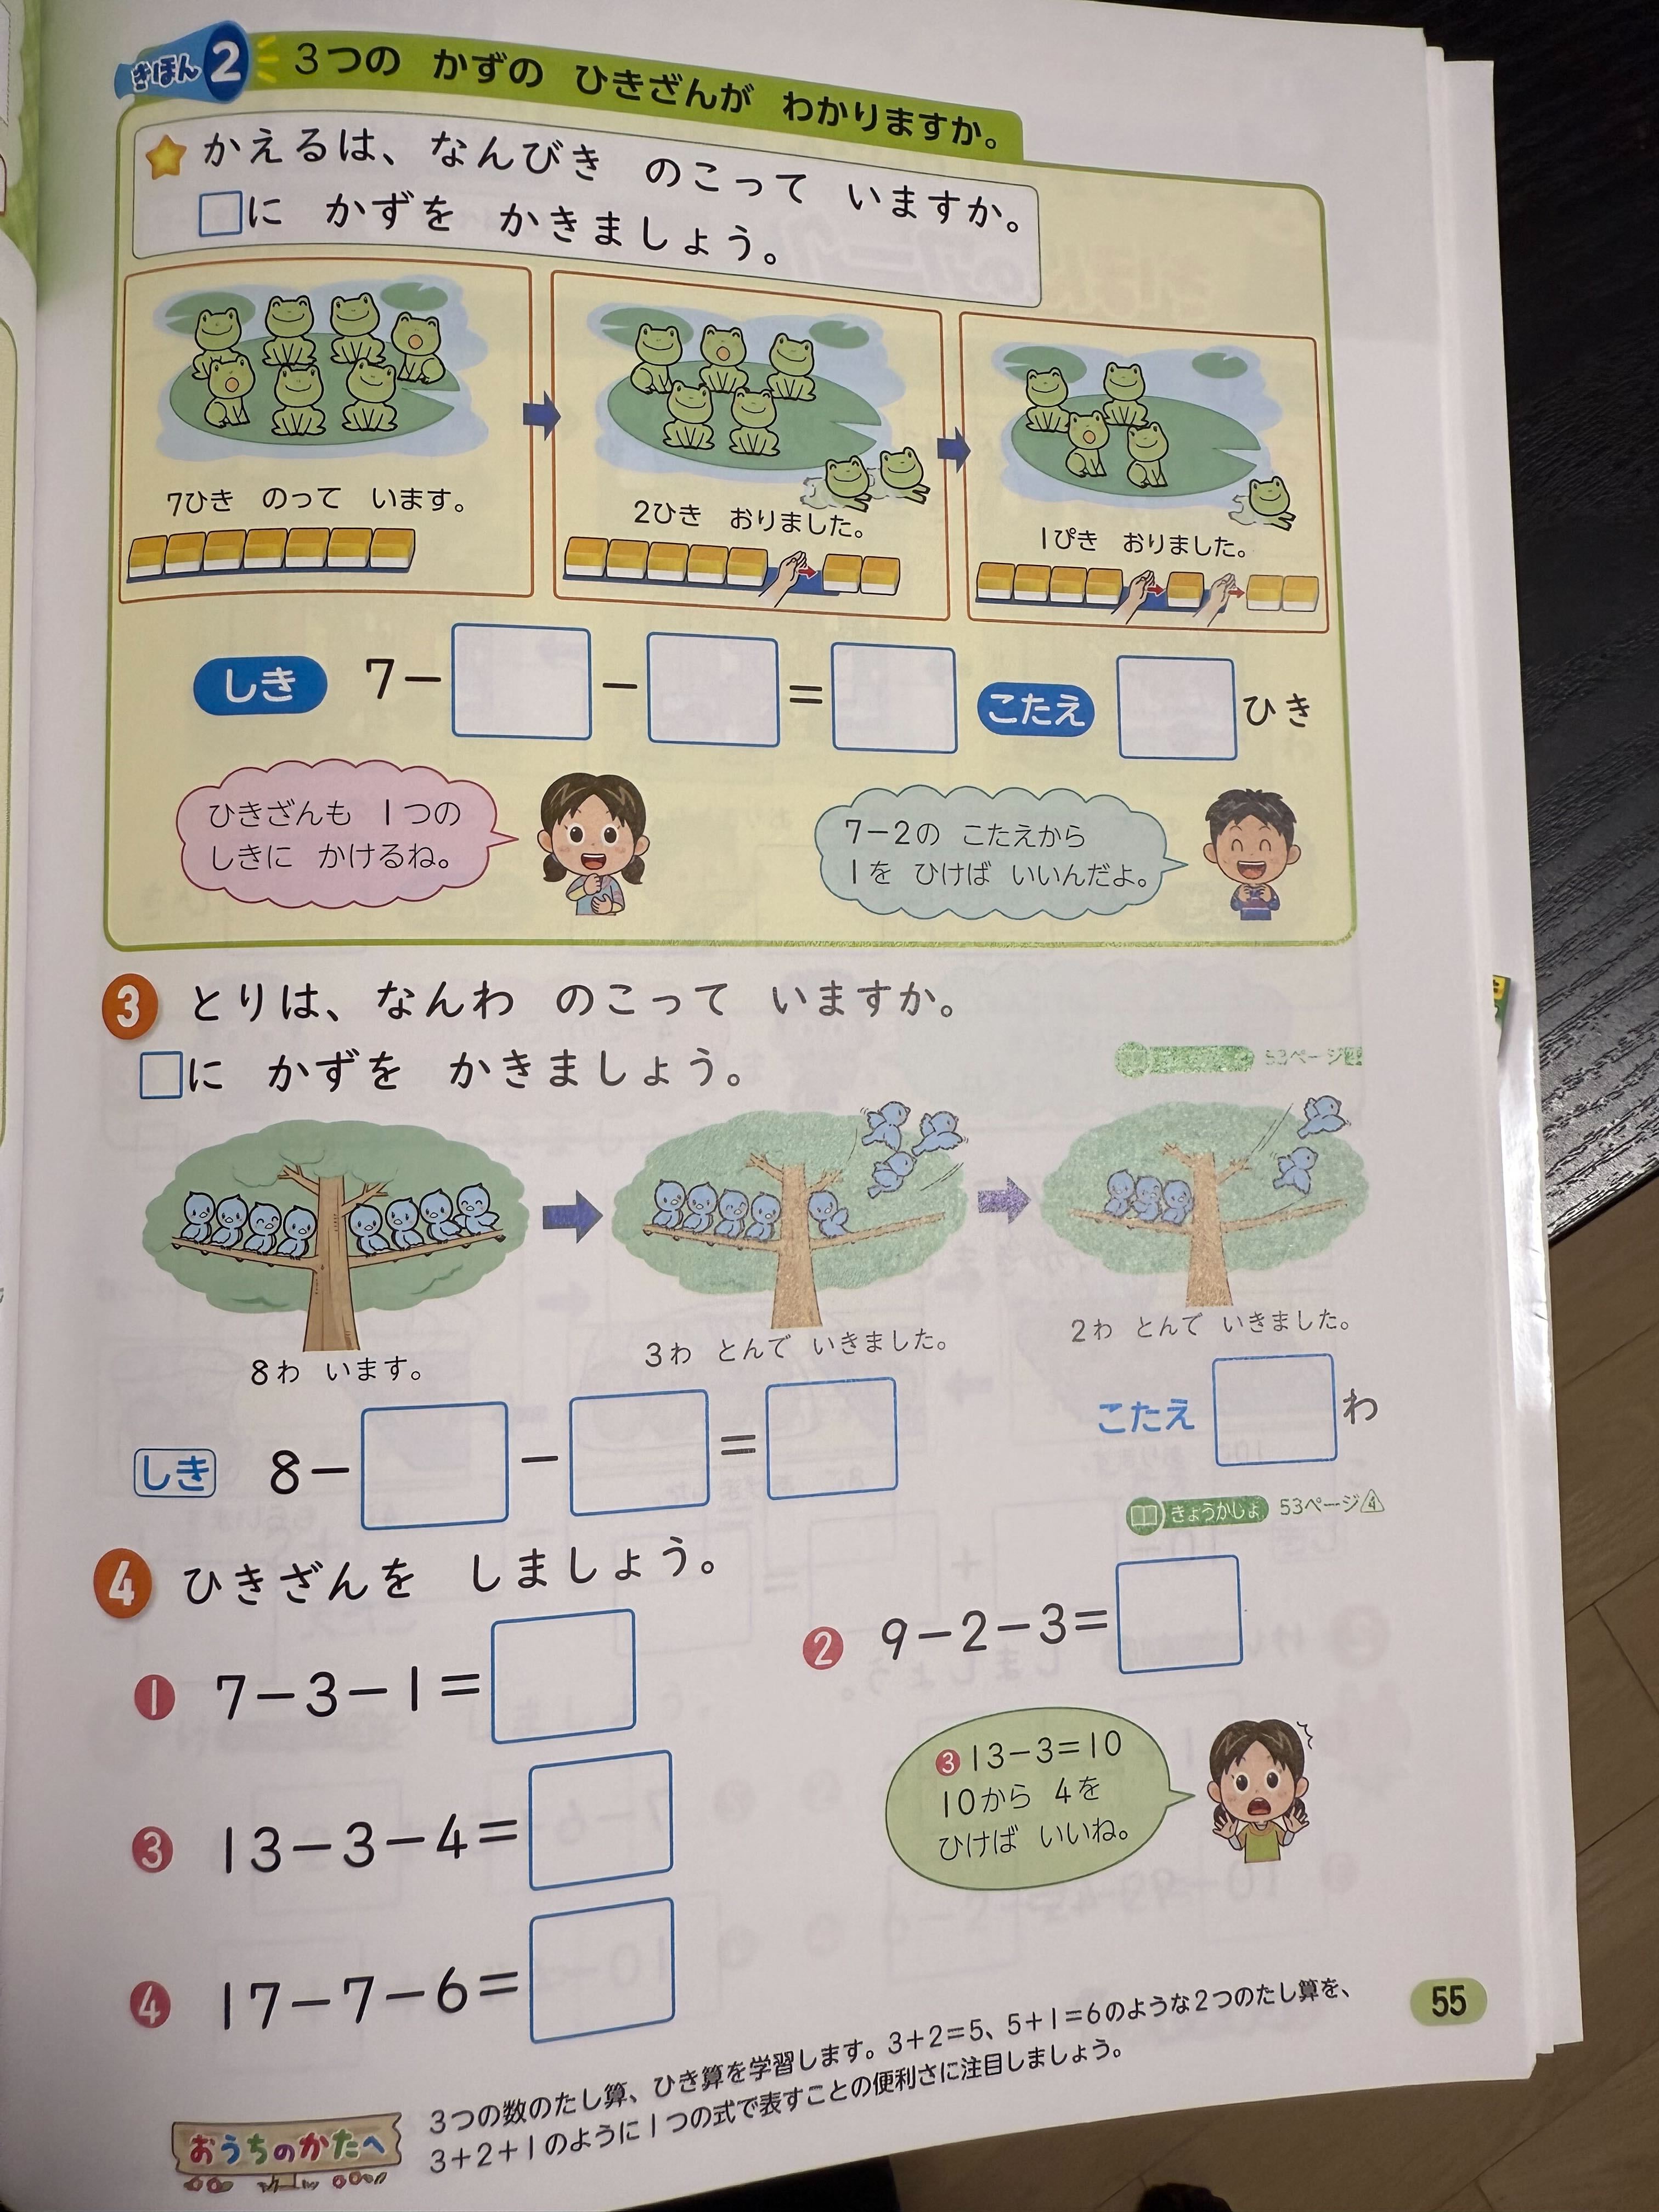 きほん 2 3つの かずの ひきざんが わかりますか。
かえるは、なんびき のこって いますか。
□に かずを かきましょう。
7ひき のって います。
2ひき おりました。
1ぴき おりました。
しき 7－□－□＝□ こたえ □ひき
ひきざんも 1つの
しきに かけるね。
7－2の こたえから
1を ひけば いいんだよ。
3 とりは、なんわ のこって いますか。
□に かずを かきましょう。
53ページ
8わ います。
3わ とんで いきました。
2わ とんで いきました。
しき 8－□－□＝□ こたえ □わ
きょうかしょ 53ページ4
4 ひきざんを しましょう。
1 7－3－1＝□
2 9－2－3＝□
3 13－3－4＝□
3 13－3＝10
10から 4を
ひけば いいね。
4 17－7－6＝□
おうちのかたへ
3つの数のたし算、ひき算を学習します。3＋2＝5、5＋1＝6のような2つのたし算を、
3＋2＋1のように1つの式で表すことの便利さに注目しましょう。
55